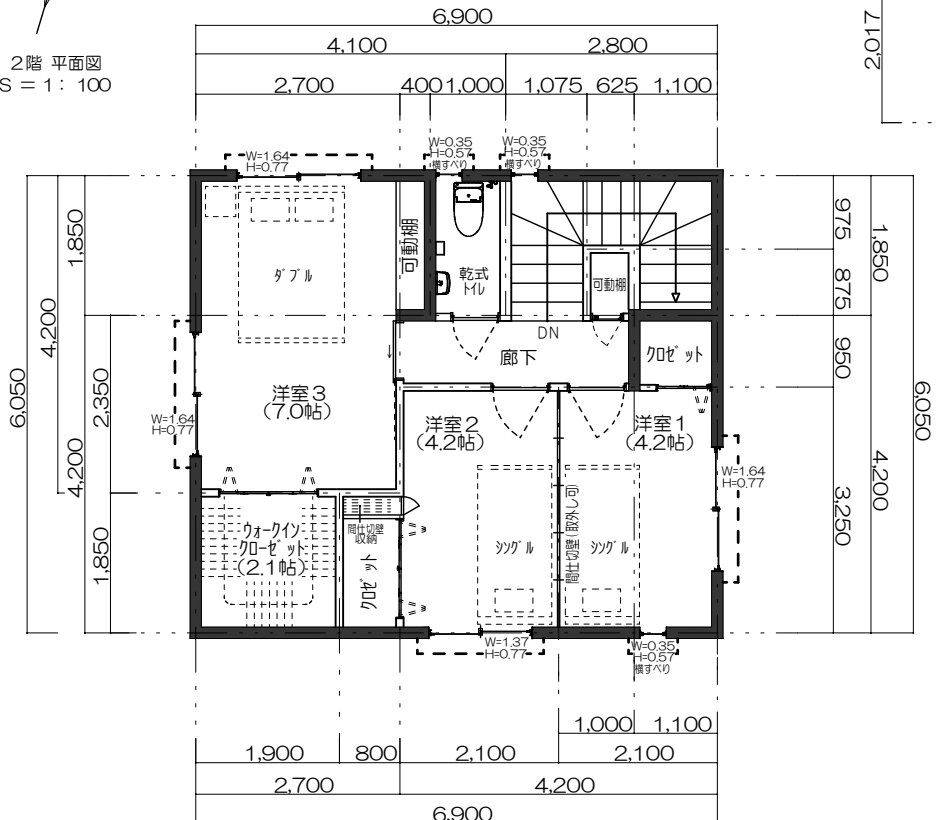 6,900
4,100
2,800
2,700
400
1,000
1,075
625
1,100
2階 平面図
S = 1 : 100
2,017
W=1.64
H=0.77
W=0.35
H=0.57
横すべり
W=0.35
H=0.57
横すべり
ダブル
可動棚
乾式
トイレ
可動棚
DN
廊下
クロゼット
洋室3
(7.0帖)
洋室2
(4.2帖)
洋室1
(4.2帖)
W=1.64
H=0.77
W=1.64
H=0.77
ウォークイン
クローゼット
(2.1帖)
間仕切壁
収納
クロゼット
シングル
間仕切壁(取外し可)
シングル
W=1.37
H=0.77
W=0.35
H=0.57
横すべり
6,050
4,200
4,200
1,850
2,350
1,850
975
875
950
3,250
1,850
4,200
6,050
1,000
1,100
1,900
800
2,100
2,100
2,700
4,200
6,900